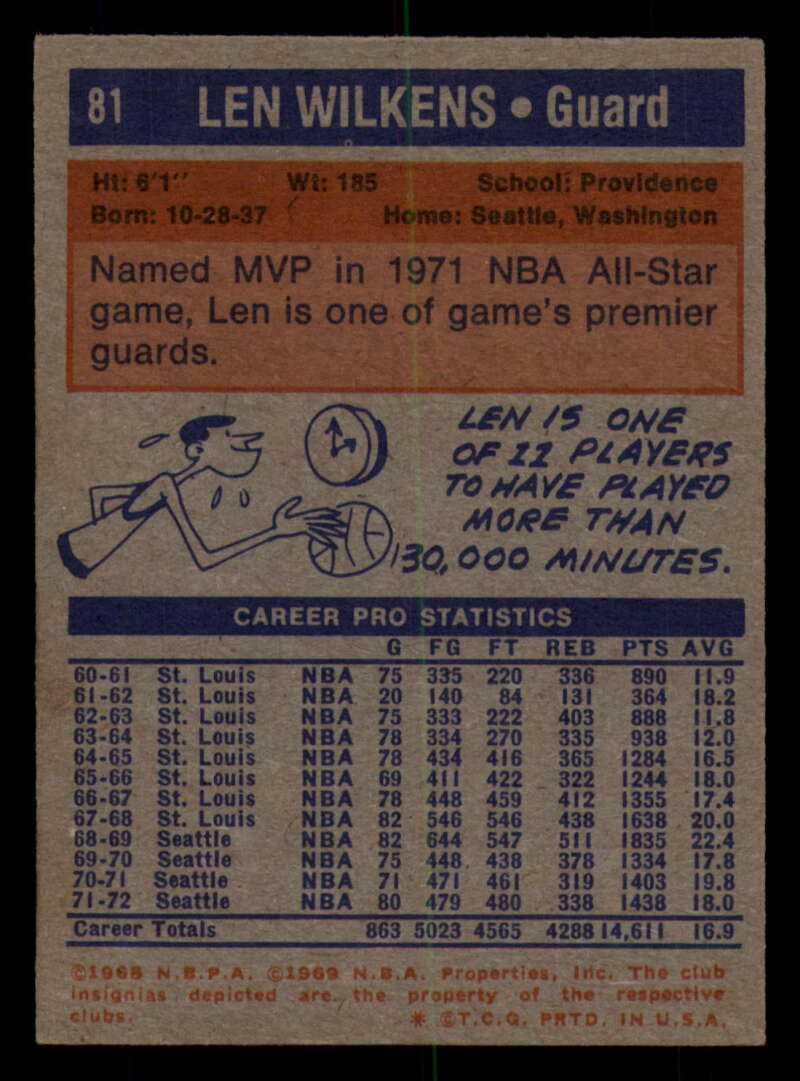 81 LEN WILKENS • Guard
Ht: 6'1" Wt: 185 School: Providence
Born: 10-28-37 Home: Seattle, Washington
Named MVP in 1971 NBA All-Star
game, Len is one of game's premier
guards.
LEN IS ONE
OF 11 PLAYERS
TO HAVE PLAYED
MORE THAN
30,000 MINUTES.
CAREER PRO STATISTICS
G FG FT REB PTS AVG
60-61 St. Louis NBA 75 335 220 336 890 11.9
61-62 St. Louis NBA 20 140 84 131 364 18.2
62-63 St. Louis NBA 75 333 222 403 888 11.8
63-64 St. Louis NBA 78 334 270 335 938 12.0
64-65 St. Louis NBA 78 434 416 365 1284 16.5
65-66 St. Louis NBA 69 411 422 322 1244 18.0
66-67 St. Louis NBA 78 448 459 412 1355 17.4
67-68 St. Louis NBA 82 546 546 438 1638 20.0
68-69 Seattle NBA 82 644 547 511 1835 22.4
69-70 Seattle NBA 75 448 438 378 1334 17.8
70-71 Seattle NBA 71 471 461 319 1403 19.8
71-72 Seattle NBA 80 479 480 338 1438 18.0
Career Totals 863 5023 4565 4288 14,611 16.9
©1968 N.B.P.A. ©1969 N.B.A. Properties, Inc. The club
insignias depicted are the property of the respective
clubs. * ©T.C.G. PRTD. IN U.S.A.